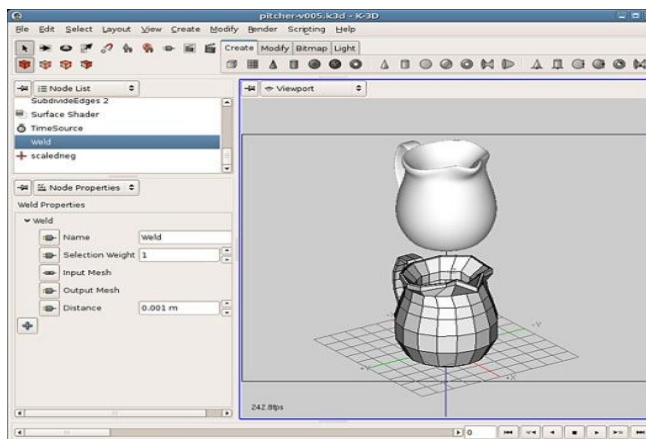 pitcher-v005.k3d - K-3D
File Edit Select Layout View Create Modify Render Scripting Help
Create Modify Bitmap Light
Node List
Viewport
SubdivideEdges 2
Surface Shader
TimeSource
Weld
scaledneg
Node Properties
Weld Properties
Weld
Name Weld
Selection Weight 1
Input Mesh
Output Mesh
Distance 0.001 m
-Y
+X
242.8fps
0